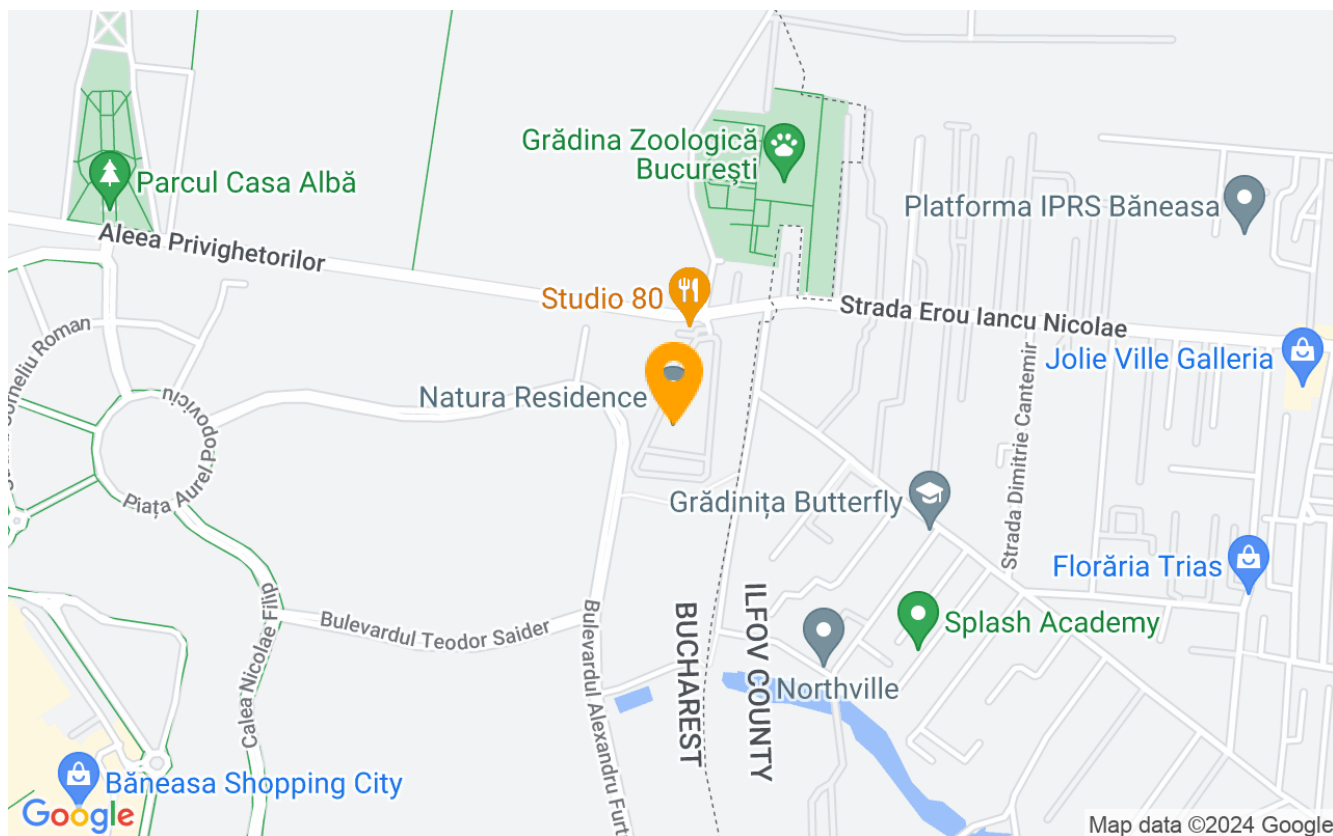 Grădina Zoologică
București
Parcul Casa Albă
Platforma IPRS Băneasa
Aleea Privighetorilor
Studio 80
Strada Erou Iancu Nicolae
Corneliu Roman
Jolie Ville Galleria
Natura Residence
Strada Dimitrie Cantemir
Piața Aurel Popoviciu
Grădinița Butterfly
Florăria Trias
Calea Nicolae Filip
Bulevardul Teodor Saider
BUCHAREST
ILFOV COUNTY
Splash Academy
Bulevardul Alexandru Furt
Northville
Băneasa Shopping City
Google
Map data ©2024 Google